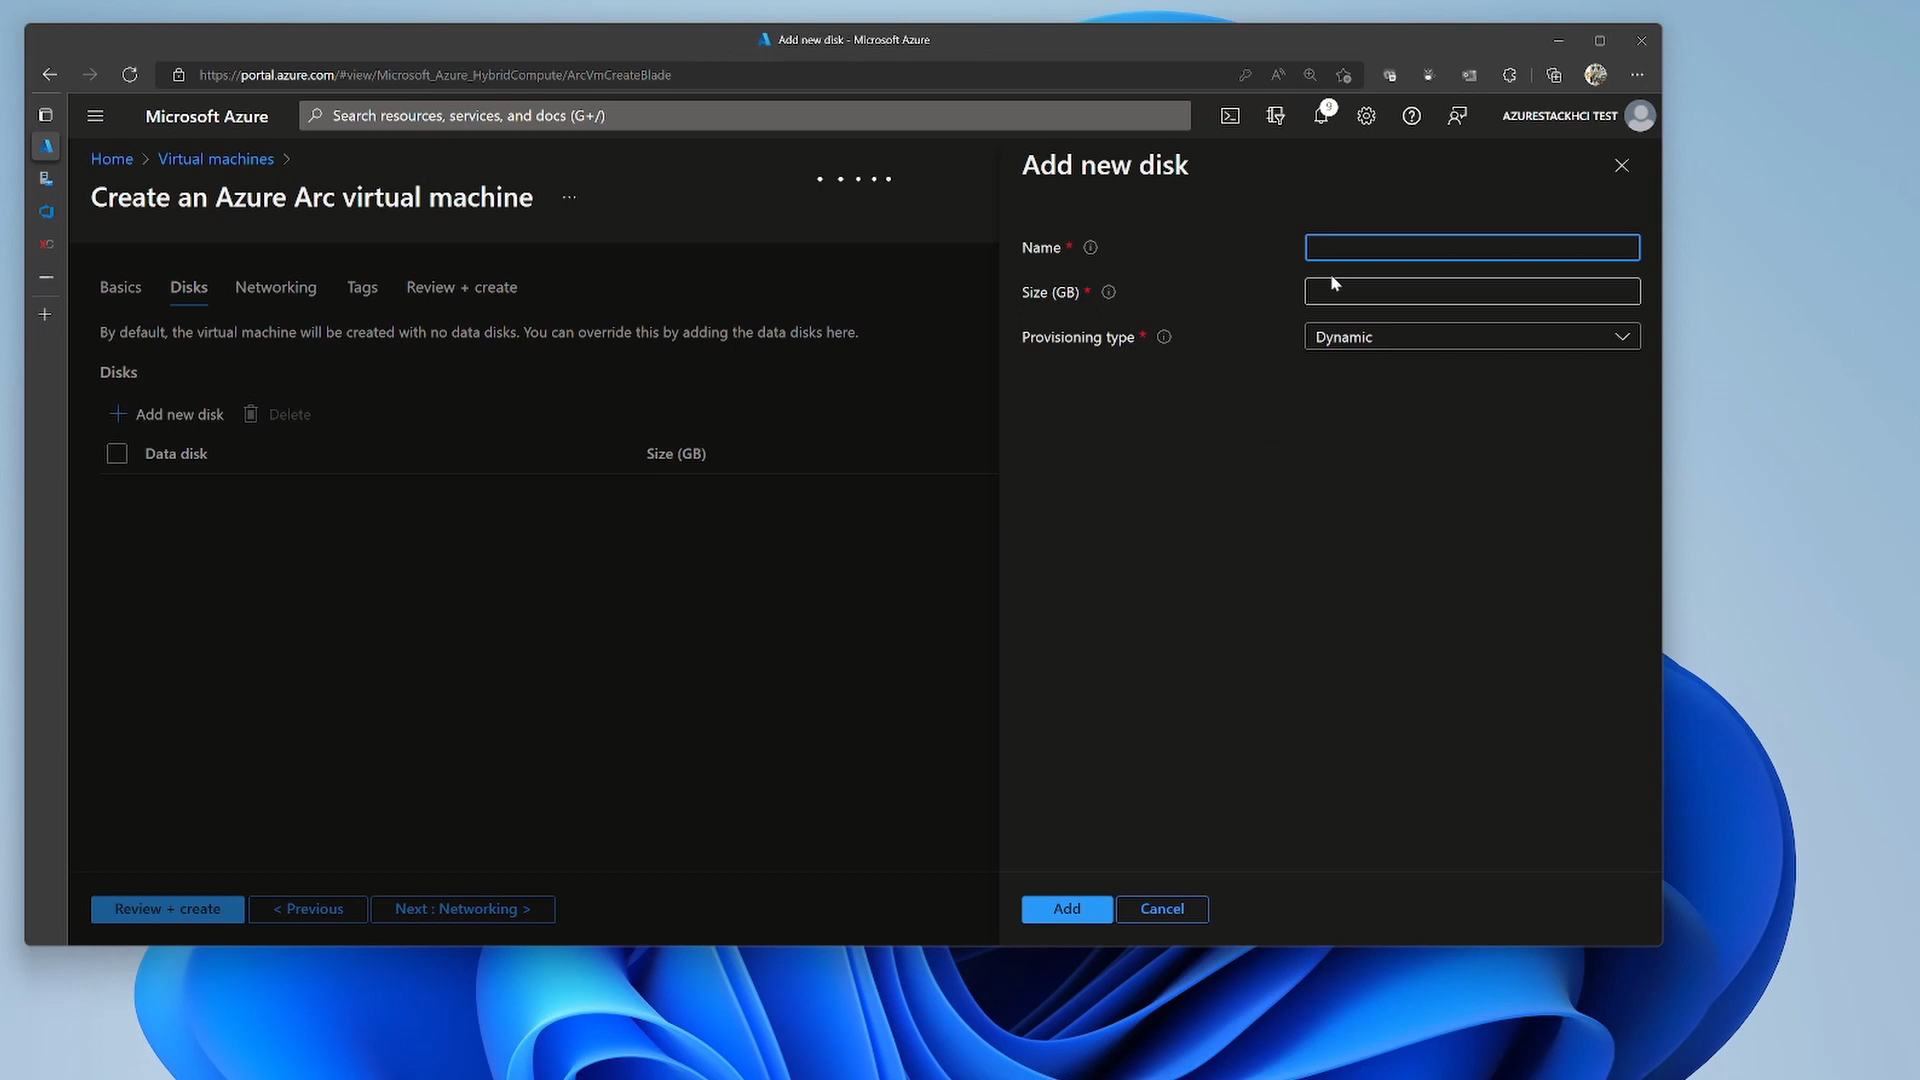 Add new disk - Microsoft Azure
https://portal.azure.com/#view/Microsoft_Azure_HybridCompute/ArcVmCreateBlade
Microsoft Azure
Search resources, services, and docs (G+/)
9
AZURESTACKHCI TEST
Home > Virtual machines >
Create an Azure Arc virtual machine ...
Basics Disks Networking Tags Review + create
By default, the virtual machine will be created with no data disks. You can override this by adding the data disks here.
Disks
+ Add new disk Delete
Data disk Size (GB)
Review + create < Previous Next : Networking >
Add new disk
Name *
Size (GB) *
Provisioning type * Dynamic
Add Cancel